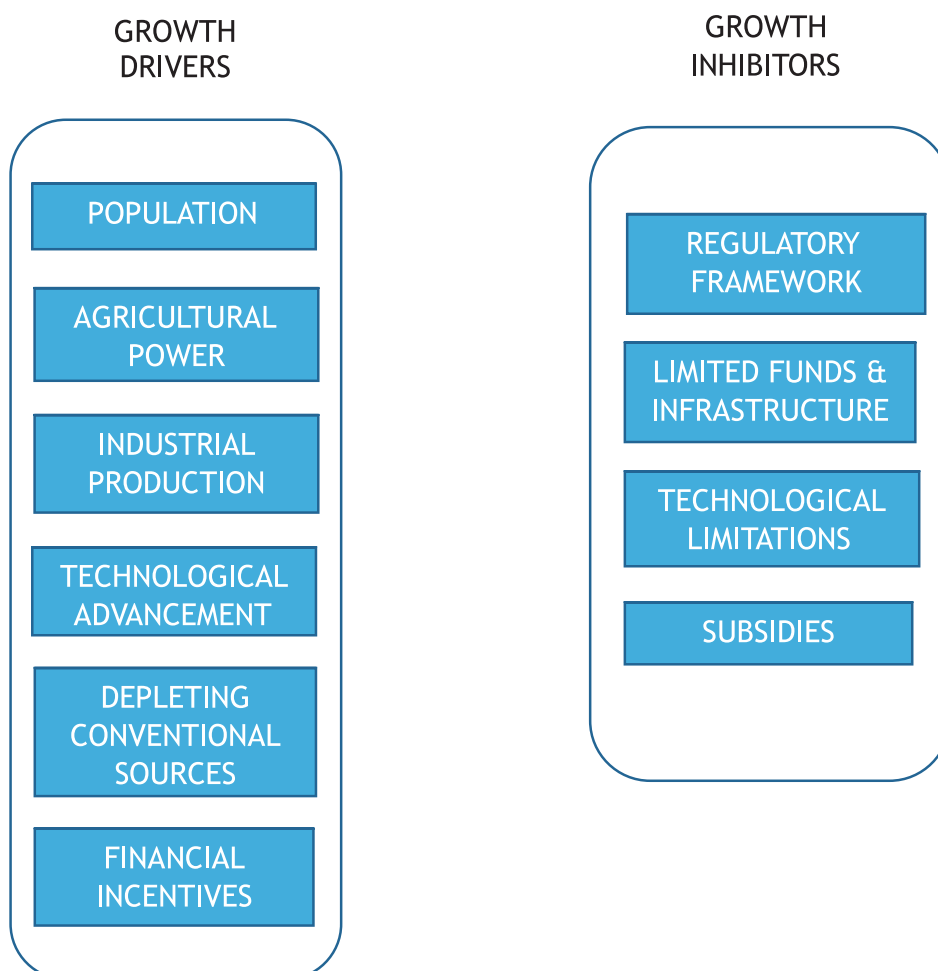 GROWTH
DRIVERS
POPULATION
AGRICULTURAL
POWER
INDUSTRIAL
PRODUCTION
TECHNOLOGICAL
ADVANCEMENT
DEPLETING
CONVENTIONAL
SOURCES
FINANCIAL
INCENTIVES
GROWTH
INHIBITORS
REGULATORY
FRAMEWORK
LIMITED FUNDS &
INFRASTRUCTURE
TECHNOLOGICAL
LIMITATIONS
SUBSIDIES